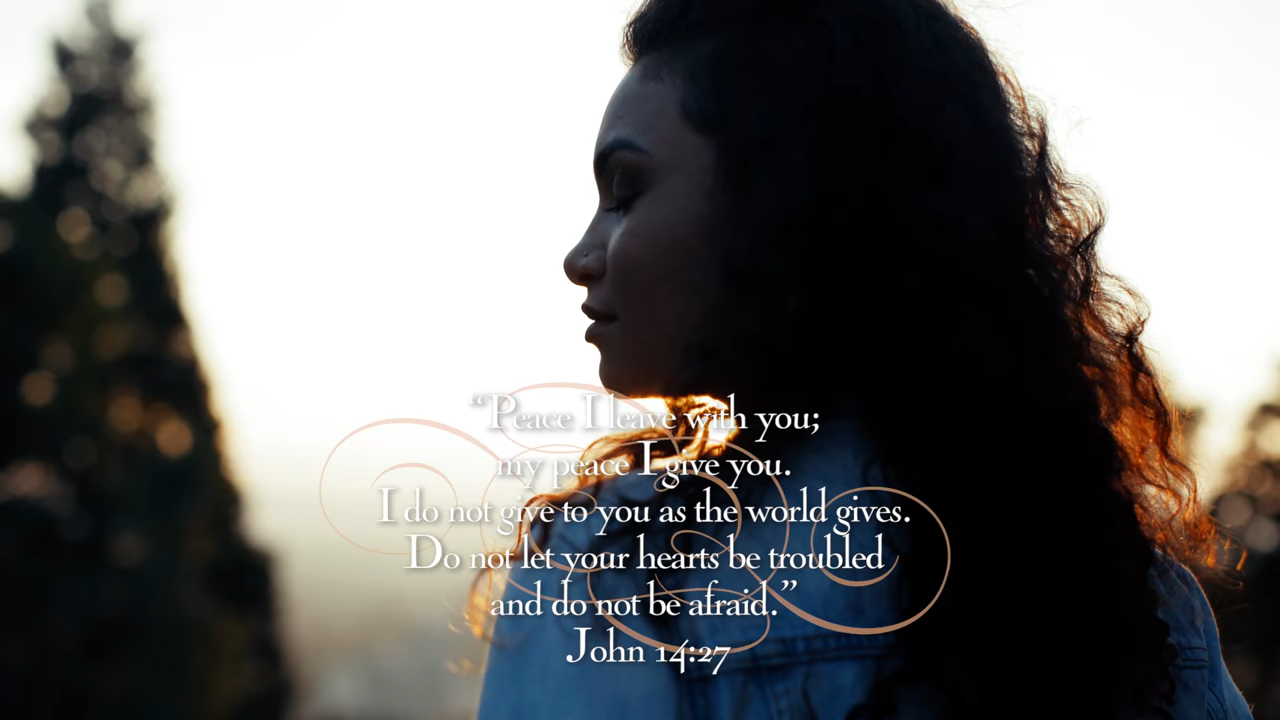 “Peace I leave with you;
my peace I give you.
I do not give to you as the world gives.
Do not let your hearts be troubled
and do not be afraid.”
John 14:27